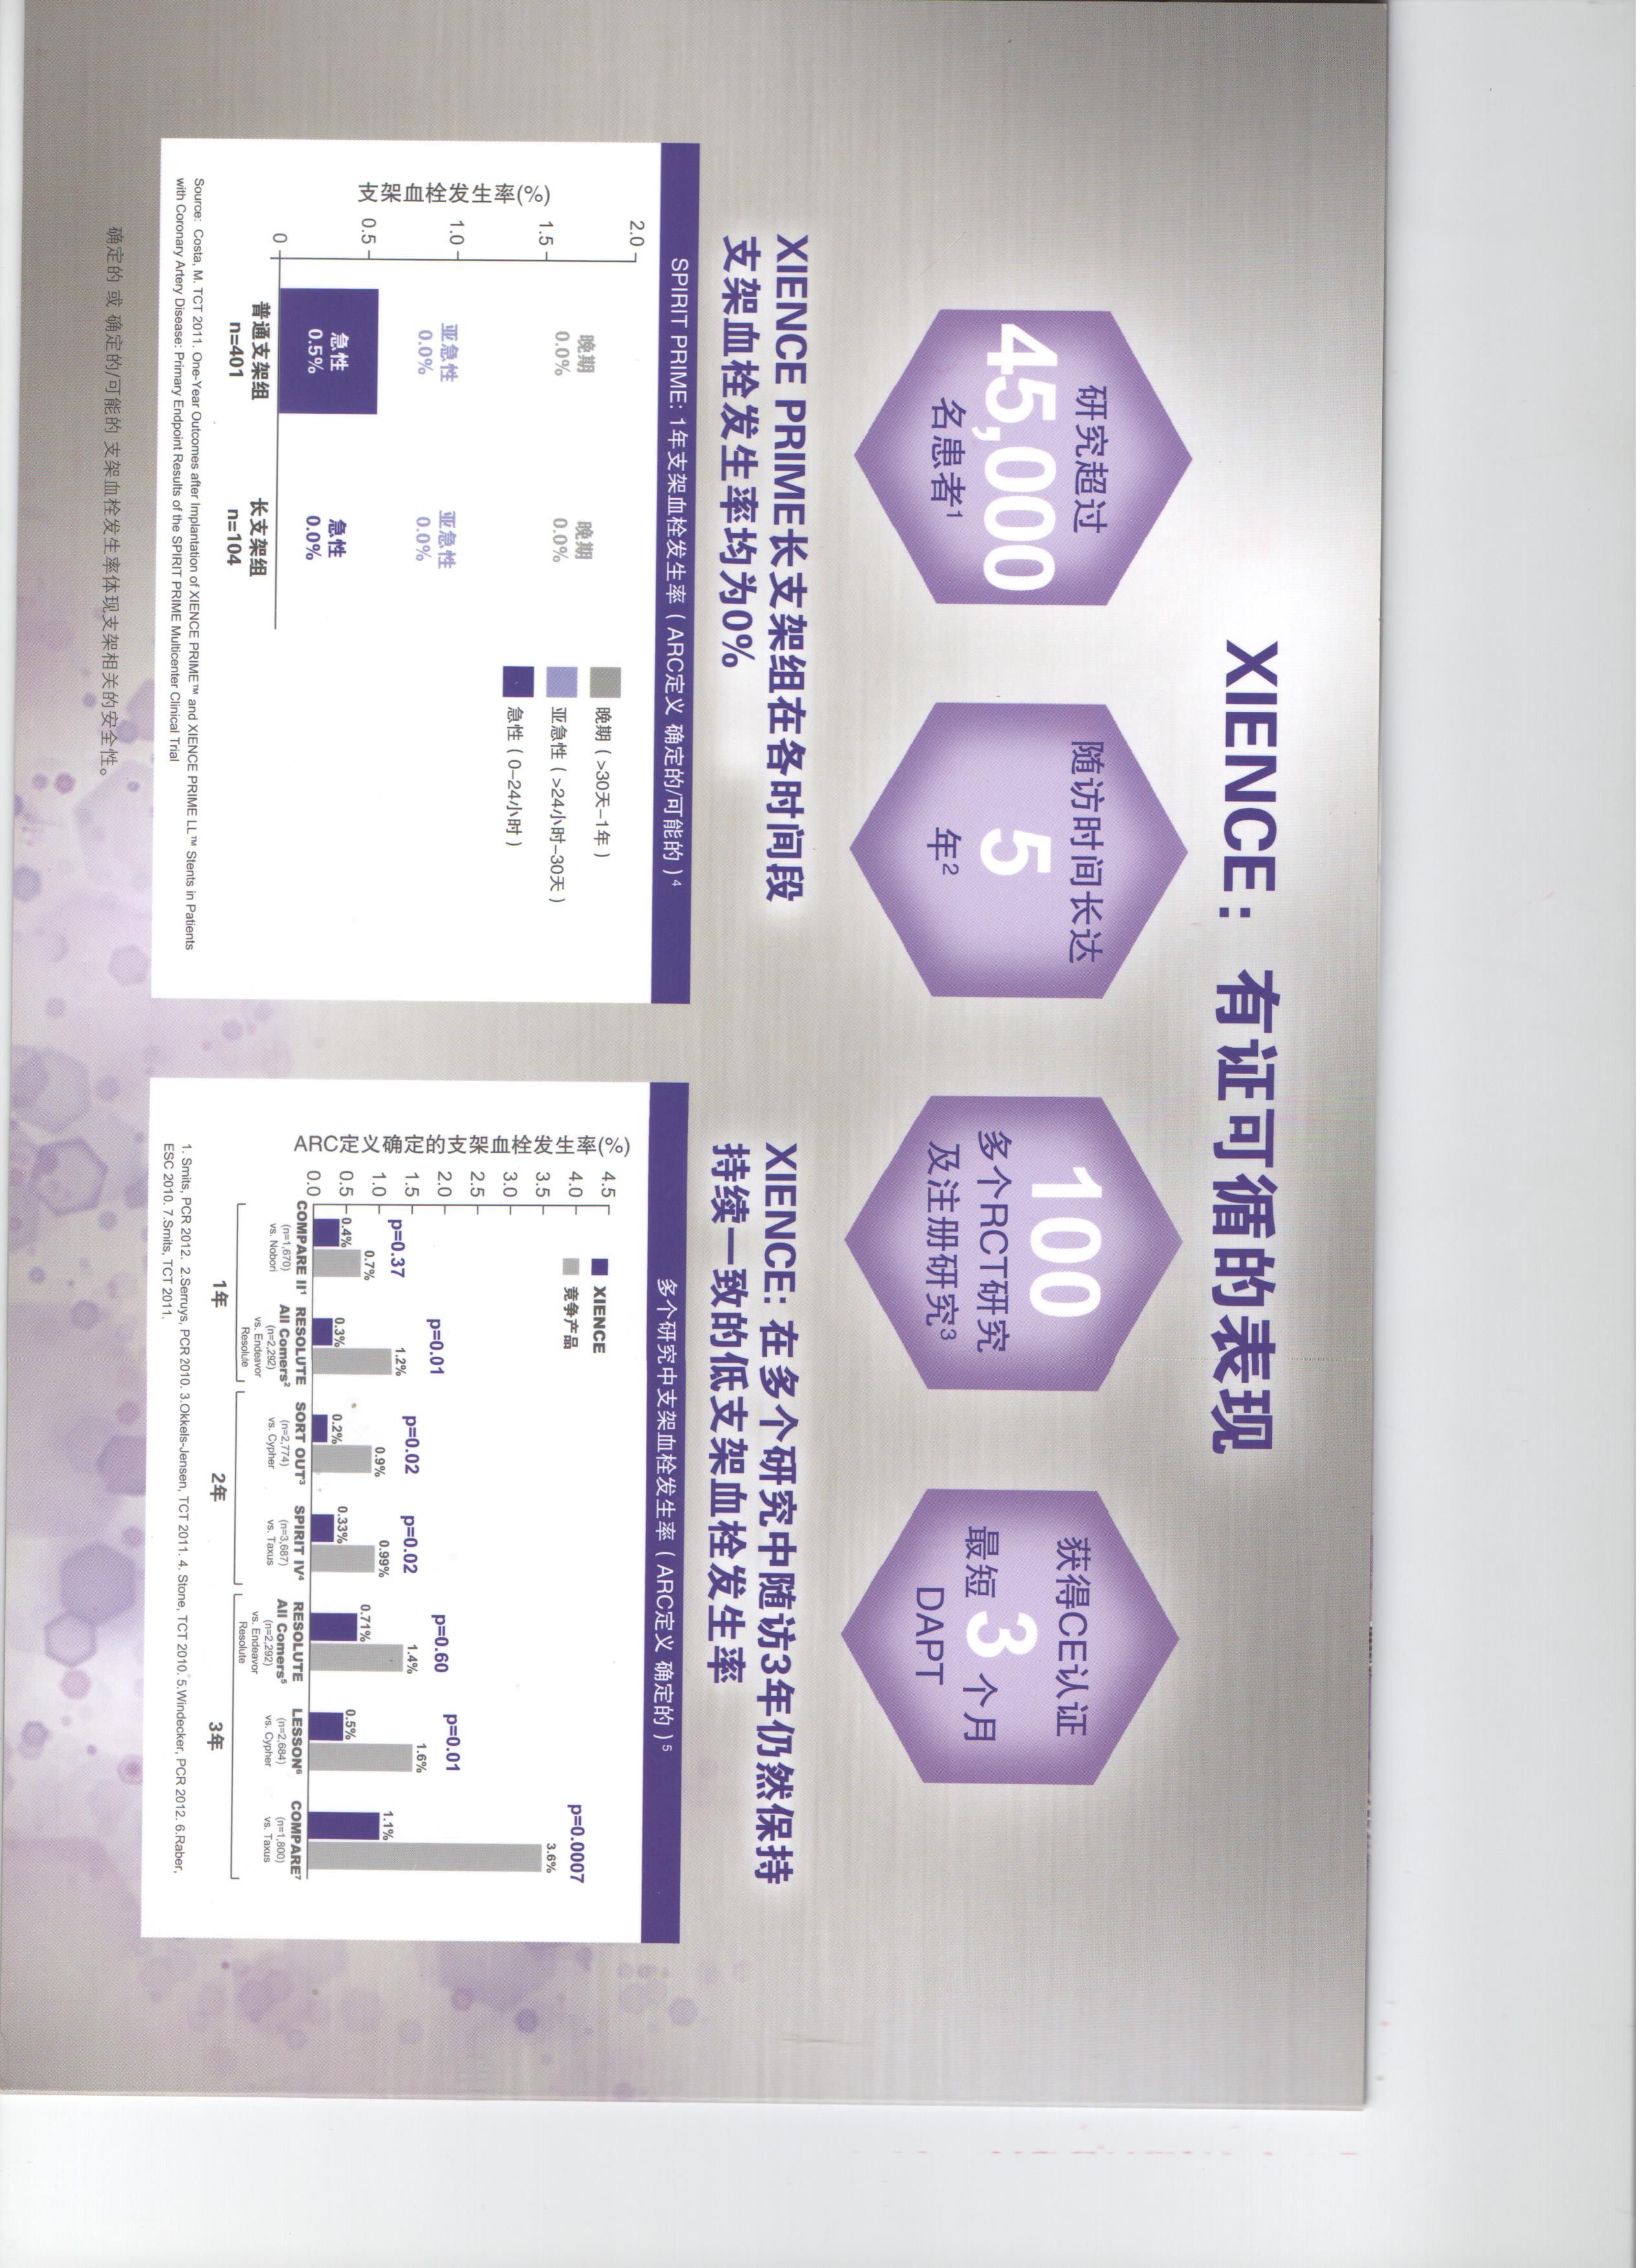 XIENCE: 有证可循的表现
研究超过
45,000
名患者1
随访时间长达
5
年2
100
多个RCT研究
及注册研究3
获得CE认证
最短 3 个月
DAPT
XIENCE PRIME长支架组在各时间段
支架血栓发生率均为0%
SPIRIT PRIME: 1年支架血栓发生率 ( ARC定义 确定的/可能的 ) 4
支架血栓发生率(%)
2.0
1.5
1.0
0.5
0
晚期
0.0%
亚急性
0.0%
急性
0.5%
普通支架组
n=401
晚期
0.0%
亚急性
0.0%
急性
0.0%
长支架组
n=104
晚期 ( >30天-1年 )
亚急性 ( >24小时-30天 )
急性 ( 0-24小时 )
Source: Costa, M. TCT 2011. One-Year Outcomes after Implantation of XIENCE PRIME™ and XIENCE PRIME LL™ Stents in Patients
with Coronary Artery Disease: Primary Endpoint Results of the SPIRIT PRIME Multicenter Clinical Trial
确定的 或 确定的/可能的 支架血栓发生率体现支架相关的安全性。
XIENCE: 在多个研究中随访3年仍然保持
持续一致的低支架血栓发生率
多个研究中支架血栓发生率 ( ARC定义 确定的 ) 5
ARC定义确定的支架血栓发生率(%)
4.5
4.0
3.5
3.0
2.5
2.0
1.5
1.0
0.5
0.0
XIENCE
竞争产品
p=0.37
0.4%
0.7%
COMPARE II1
(n=1,670)
vs. Nobori
p=0.01
0.3%
1.2%
RESOLUTE
All Comers2
(n=2,292)
vs. Endeavor
Resolute
p=0.02
0.2%
0.9%
SORT OUT3
(n=2,774)
vs. Cypher
p=0.02
0.33%
0.99%
SPIRIT IV4
(n=3,687)
vs. Taxus
p=0.60
0.71%
1.4%
RESOLUTE
All Comers5
(n=2,292)
vs. Endeavor
Resolute
p=0.01
0.5%
1.6%
LESSON6
(n=2,684)
vs. Cypher
p=0.0007
1.1%
3.6%
COMPARE7
(n=1,800)
vs. Taxus
1年
2年
3年
1. Smits, PCR 2012. 2.Serruys, PCR 2010. 3.Okkels-Jensen, TCT 2011. 4. Stone, TCT 2010. 5.Windecker, PCR 2012. 6.Raber,
ESC 2010. 7.Smits, TCT 2011.